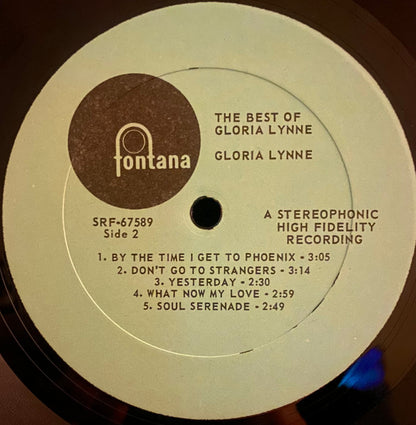 THE BEST OF
GLORIA LYNNE
fontana
GLORIA LYNNE
SRF-67589
Side 2
A STEREOPHONIC
HIGH FIDELITY
RECORDING
1. BY THE TIME I GET TO PHOENIX - 3:05
2. DON'T GO TO STRANGERS - 3:14
3. YESTERDAY - 2:30
4. WHAT NOW MY LOVE - 2:59
5. SOUL SERENADE - 2:49